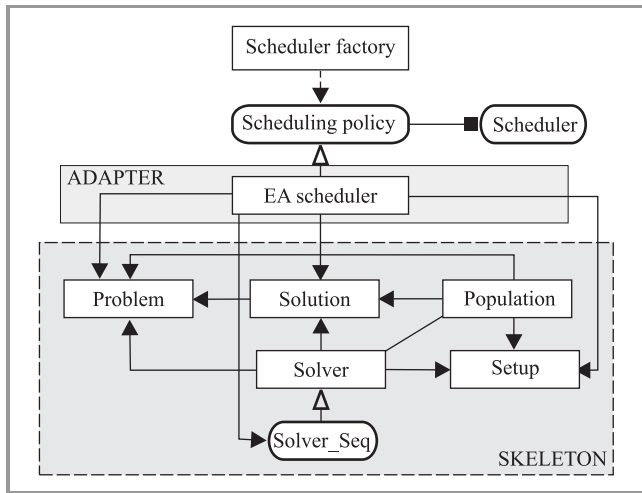 Scheduler factory
Scheduling policy
Scheduler
ADAPTER
EA scheduler
Problem
Solution
Population
Solver
Setup
Solver_Seq
SKELETON